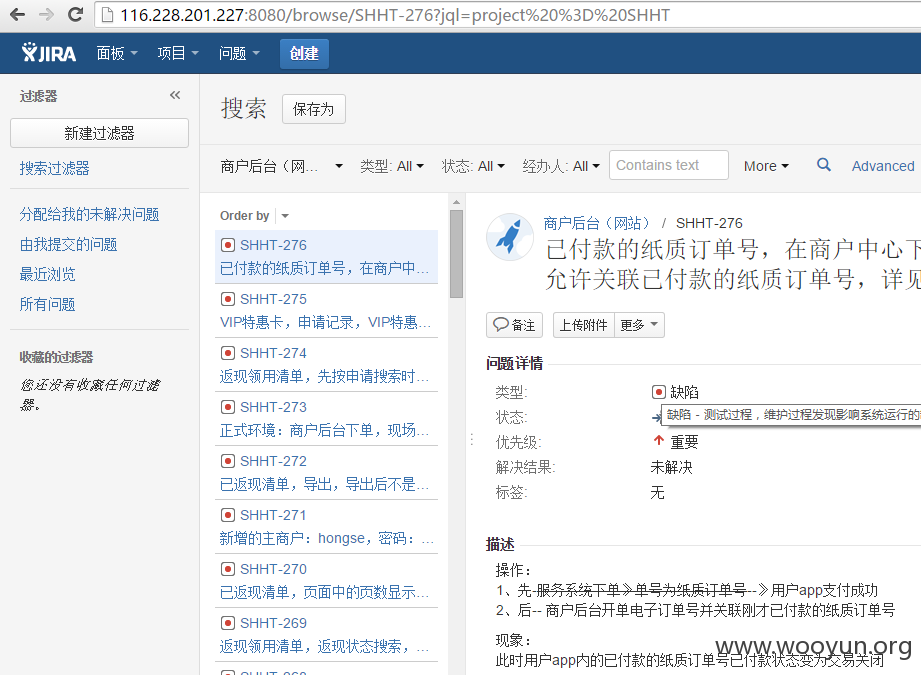 116.228.201.227:8080/browse/SHHT-276?jql=project%20%3D%20SHHT
JIRA 面板 项目 问题 创建
过滤器 «
新建过滤器
搜索过滤器
分配给我的未解决问题
由我提交的问题
最近浏览
所有问题
收藏的过滤器
您还没有收藏任何过滤
器。
搜索 保存为
商户后台（网… 类型: All 状态: All 经办人: All Contains text More Advanced
Order by
SHHT-276
已付款的纸质订单号，在商户中…
SHHT-275
VIP特惠卡，申请记录，VIP特惠…
SHHT-274
返现领用清单，先按申请搜索时…
SHHT-273
正式环境：商户后台下单，现场…
SHHT-272
已返现清单，导出，导出后不是…
SHHT-271
新增的主商户：hongse，密码：…
SHHT-270
已返现清单，页面中的页数显示…
SHHT-269
返现领用清单，返现状态搜索，…
商户后台（网站） / SHHT-276
已付款的纸质订单号，在商户中心下
允许关联已付款的纸质订单号，详见
备注 上传附件 更多
问题详情
类型: 缺陷
状态:
缺陷 - 测试过程，维护过程发现影响系统运行的
优先级: 重要
解决结果: 未解决
标签: 无
描述
操作：
1、先-服务系统下单》单号为纸质订单号--》用户app支付成功
2、后-- 商户后台开单电子订单号并关联刚才已付款的纸质订单号
现象：
此时用户app内的已付款的纸质订单号已付款状态变为交易关闭
www.wooyun.org